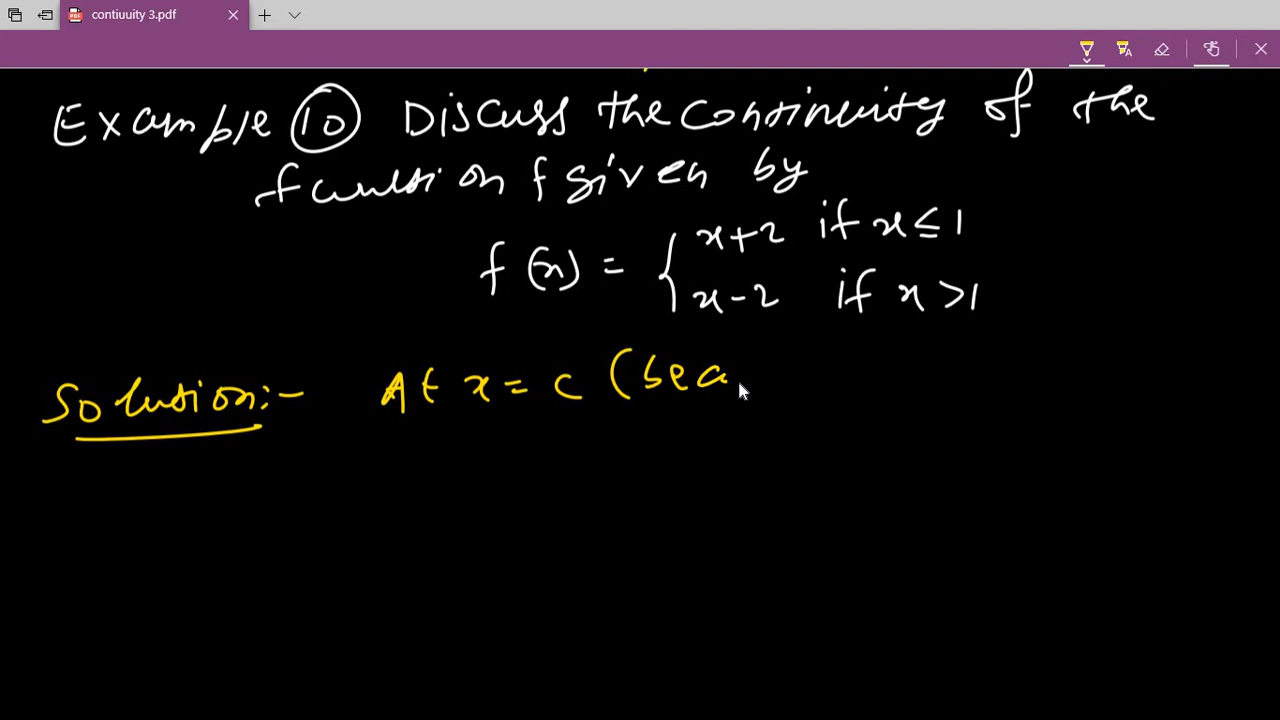 contiuuity 3.pdf
Example 10 Discuss the continuity of the
function f given by
f(x) = { x+2 if x ≤ 1
x-2 if x >1
Solution:- At x = c (bea